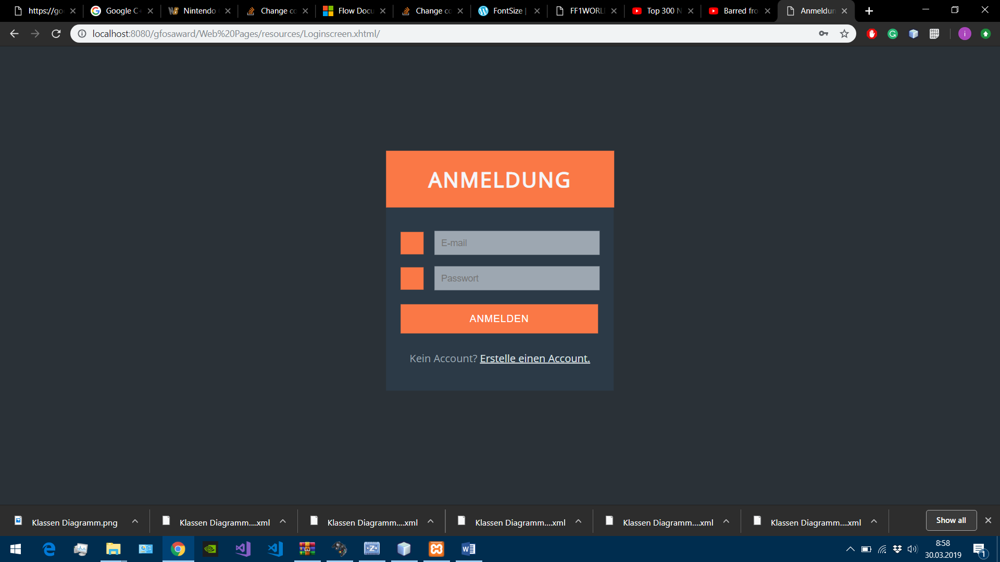 https://go
Google C+
Nintendo
Change co
Flow Docu
Change co
FontSize |
FF1WORL
Top 300 N
Barred fro
Anmeldun
localhost:8080/gfosaward/Web%20Pages/resources/Loginscreen.xhtml/
ANMELDUNG
E-mail
Passwort
ANMELDEN
Kein Account? Erstelle einen Account.
Klassen Diagramm.png
Klassen Diagramm....xml
Klassen Diagramm....xml
Klassen Diagramm....xml
Klassen Diagramm....xml
Klassen Diagramm....xml
Show all
8:58
30.03.2019
1